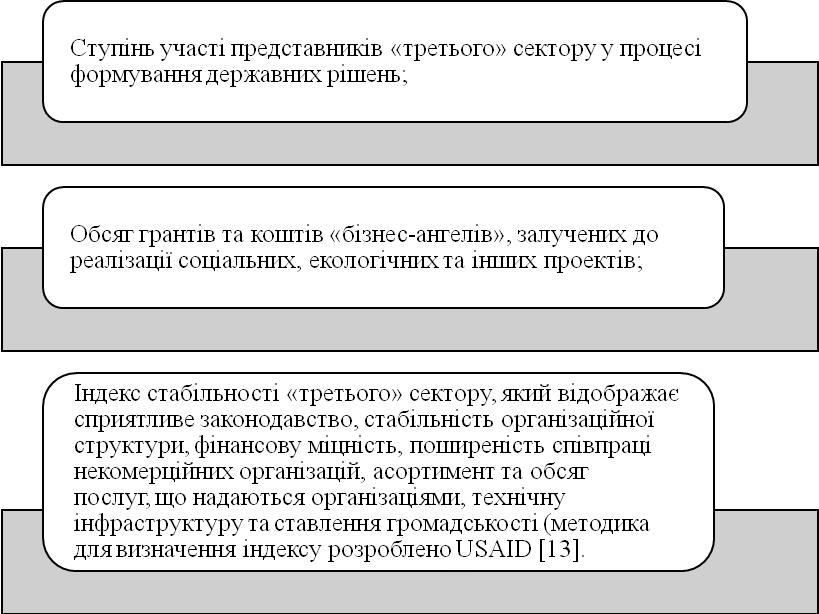 Ступінь участі представників «третього» сектору у процесі
формування державних рішень;
Обсяг грантів та коштів «бізнес-ангелів», залучених до
реалізації соціальних, екологічних та інших проектів;
Індекс стабільності «третього» сектору, який відображає
сприятливе законодавство, стабільність організаційної
структури, фінансову міцність, поширеність співпраці
некомерційних організацій, асортимент та обсяг
послуг, що надаються організаціями, технічну
інфраструктуру та ставлення громадськості (методика
для визначення індексу розроблено USAID [13].